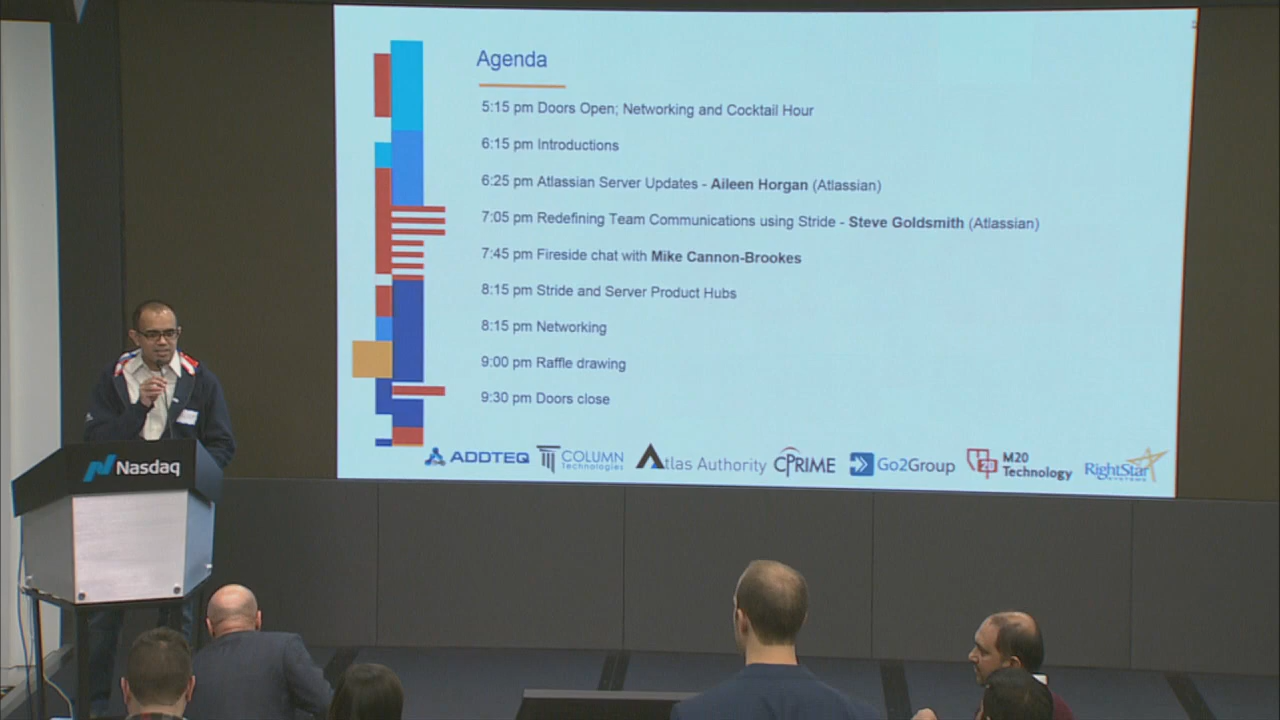 Agenda
5:15 pm Doors Open; Networking and Cocktail Hour
6:15 pm Introductions
6:25 pm Atlassian Server Updates - Aileen Horgan (Atlassian)
7:05 pm Redefining Team Communications using Stride - Steve Goldsmith (Atlassian)
7:45 pm Fireside chat with Mike Cannon-Brookes
8:15 pm Stride and Server Product Hubs
8:15 pm Networking
9:00 pm Raffle drawing
9:30 pm Doors close
ADDTEQ
COLUMN
Technologies
Atlas Authority
CPRIME
Go2Group
M20
M20
Technology
RightStar
SYSTEMS
Nasdaq